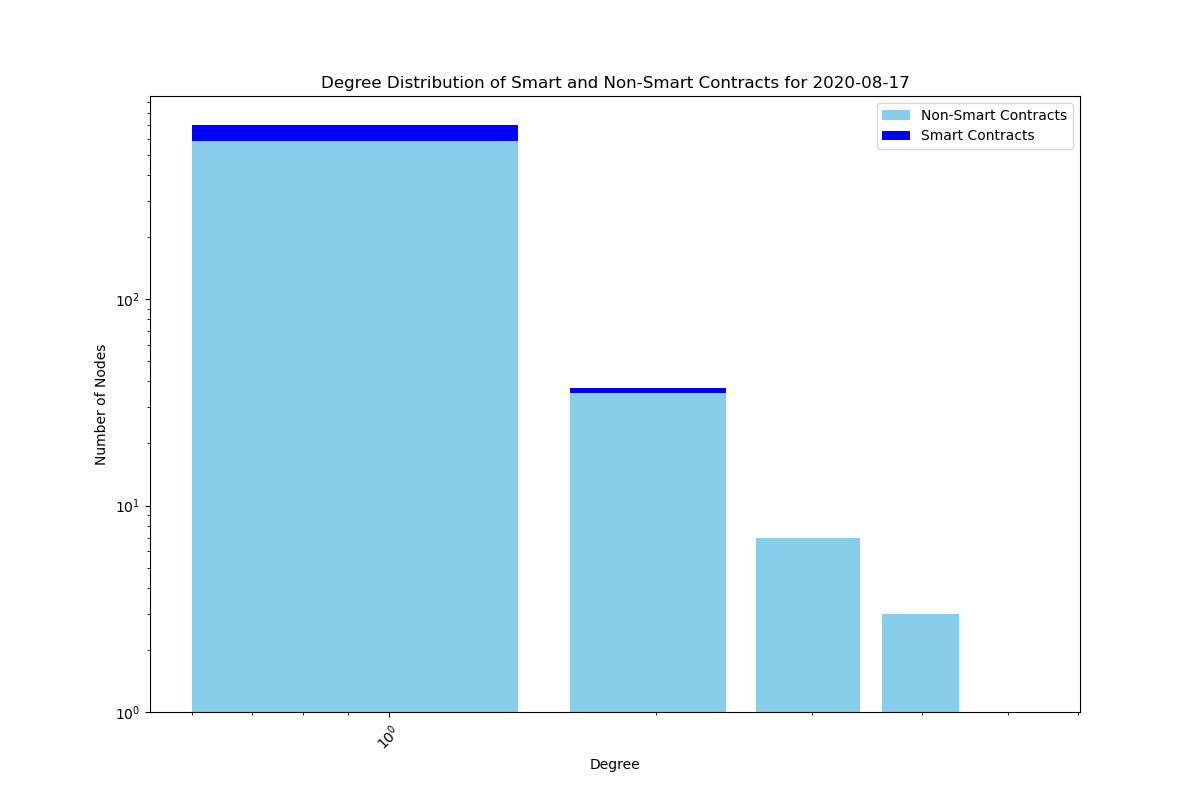 Degree Distribution of Smart and Non-Smart Contracts for 2020-08-17
Non-Smart Contracts
Smart Contracts
Number of Nodes
10²
10¹
10⁰
10⁰
Degree